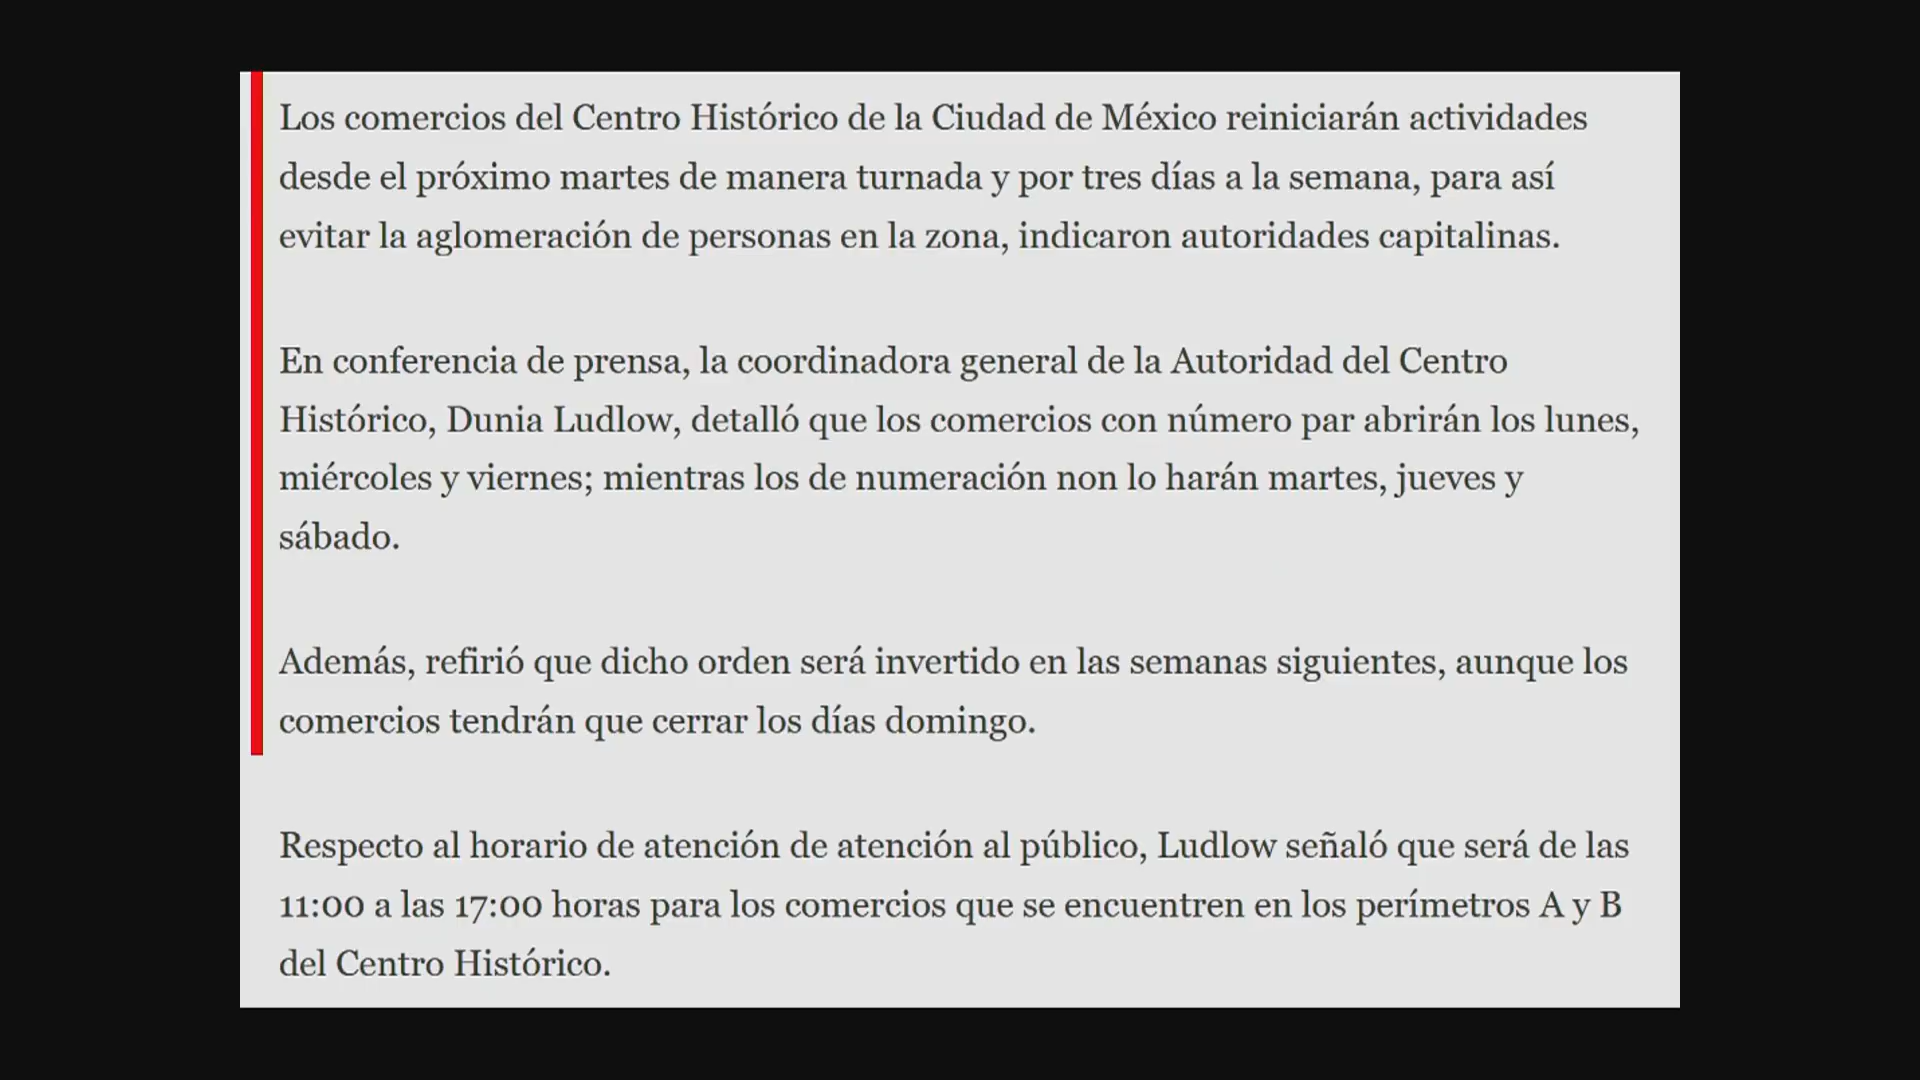 Los comercios del Centro Histórico de la Ciudad de México reiniciarán actividades
desde el próximo martes de manera turnada y por tres días a la semana, para así
evitar la aglomeración de personas en la zona, indicaron autoridades capitalinas.
En conferencia de prensa, la coordinadora general de la Autoridad del Centro
Histórico, Dunia Ludlow, detalló que los comercios con número par abrirán los lunes,
miércoles y viernes; mientras los de numeración non lo harán martes, jueves y
sábado.
Además, refirió que dicho orden será invertido en las semanas siguientes, aunque los
comercios tendrán que cerrar los días domingo.
Respecto al horario de atención de atención al público, Ludlow señaló que será de las
11:00 a las 17:00 horas para los comercios que se encuentren en los perímetros A y B
del Centro Histórico.